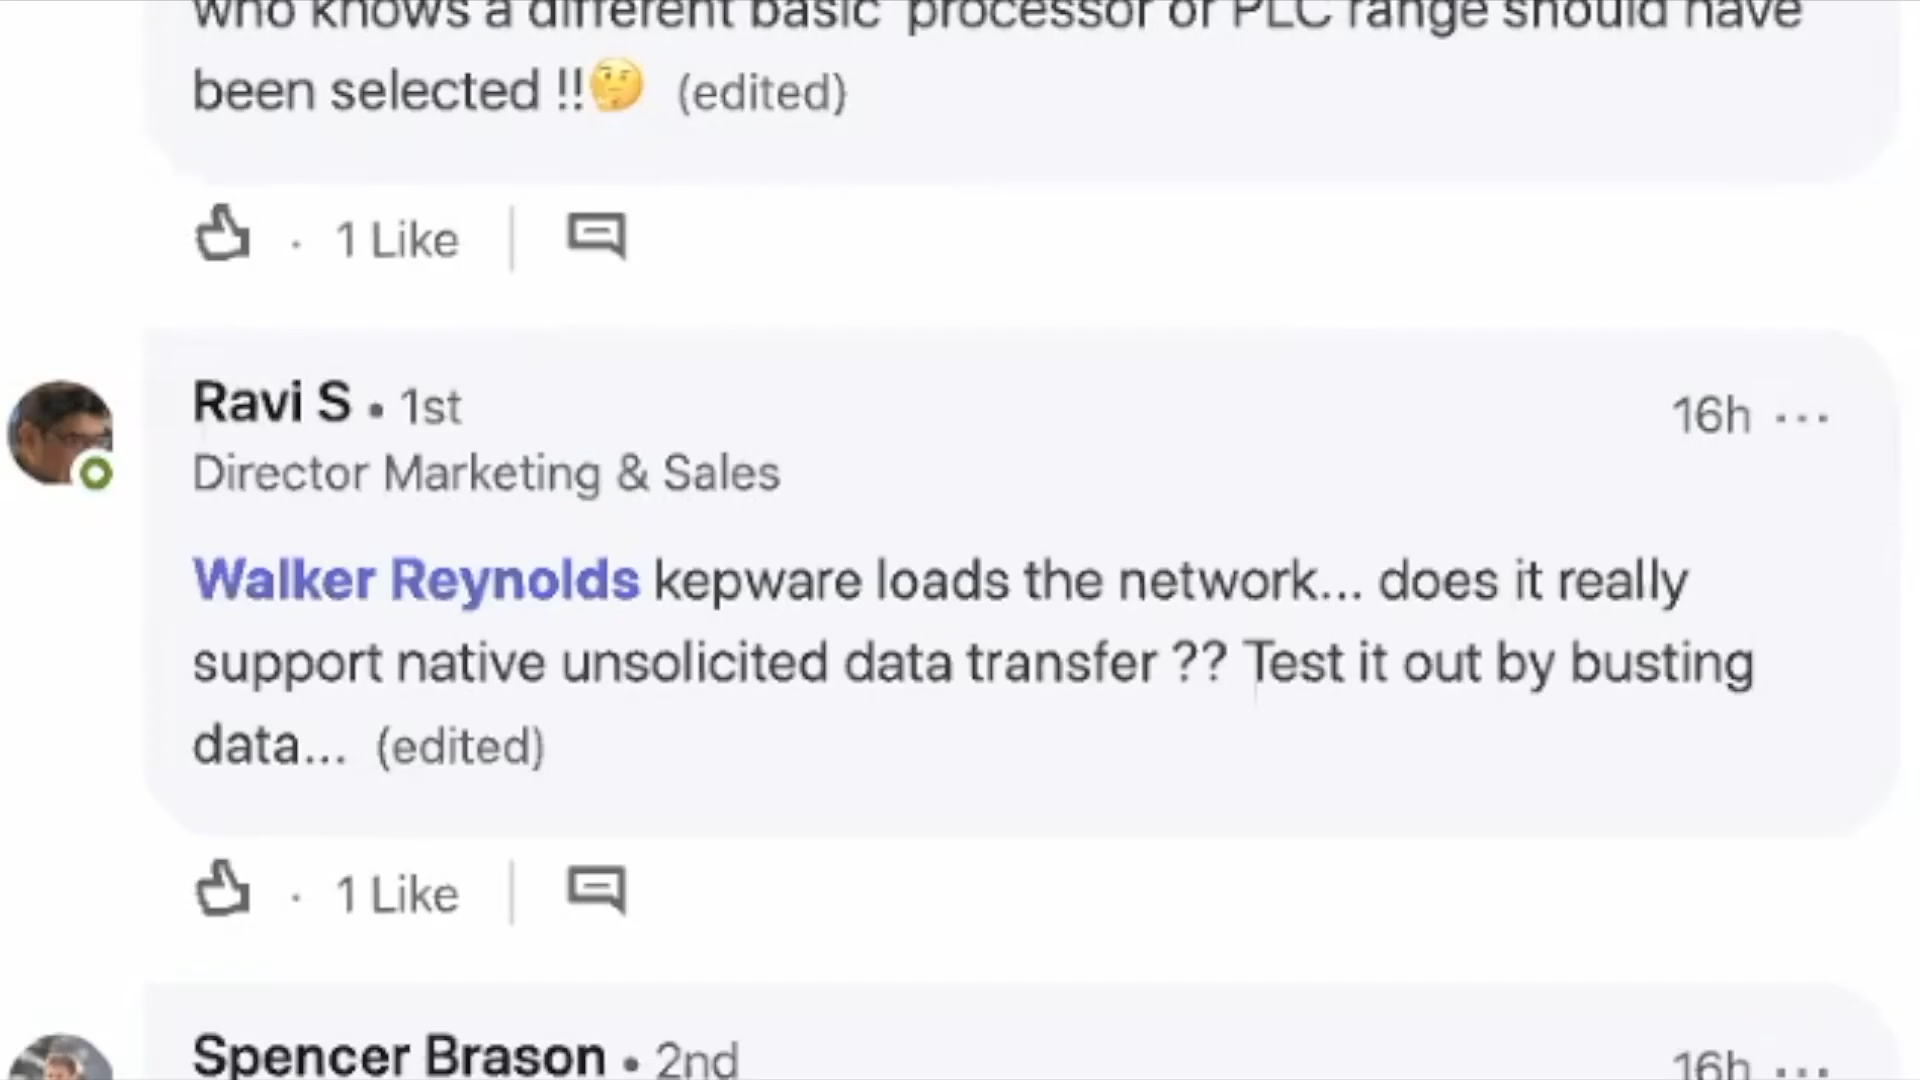 who knows a different basic processor or PLC range should have
been selected !!🤔 (edited)
· 1 Like
Ravi S • 1st
16h ...
Director Marketing & Sales
Walker Reynolds kepware loads the network... does it really
support native unsolicited data transfer ?? Test it out by busting
data... (edited)
· 1 Like
Spencer Brason • 2nd
16h ...